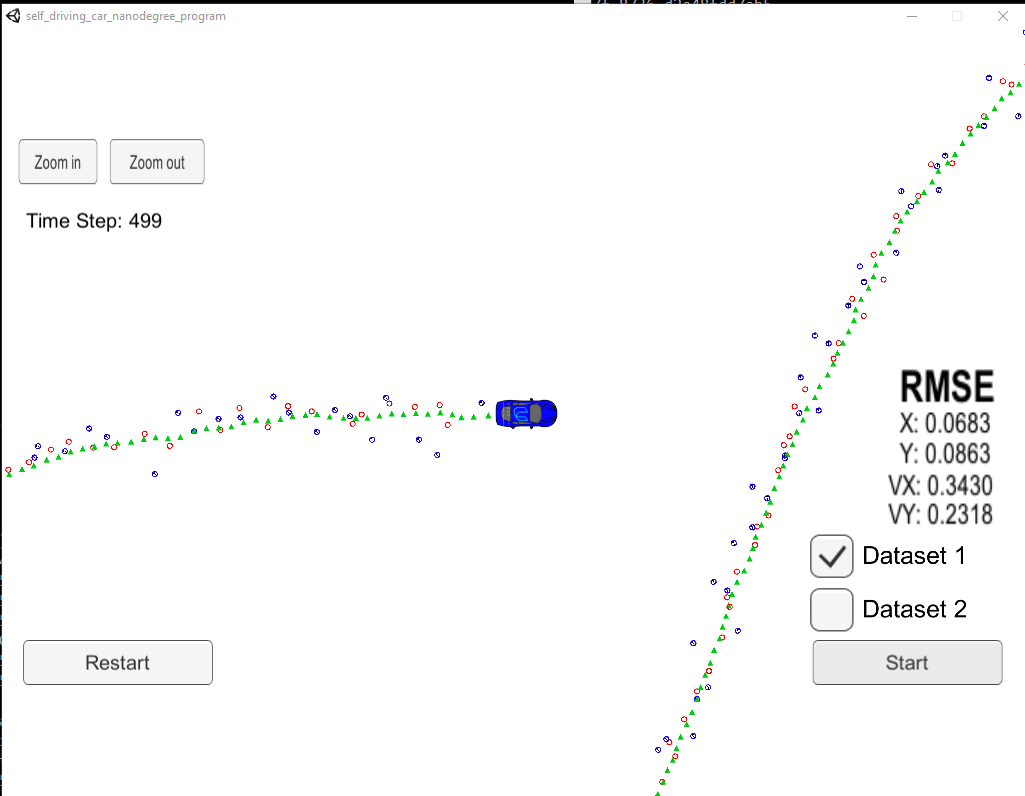 self_driving_car_nanodegree_program
Zoom in
Zoom out
Time Step: 499
RMSE
X: 0.0683
Y: 0.0863
VX: 0.3430
VY: 0.2318
Dataset 1
Dataset 2
Restart
Start